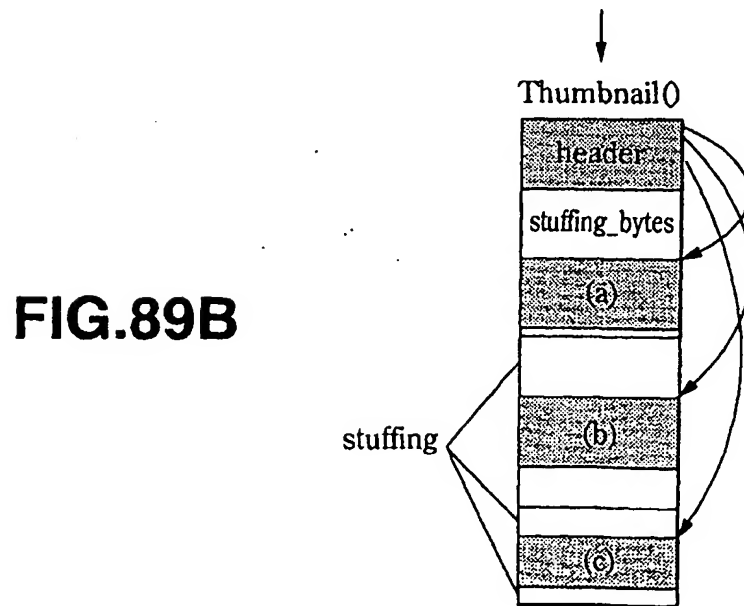 Thumbnail()
header
stuffing_bytes
(a)
FIG.89B
(b)
stuffing
(c)